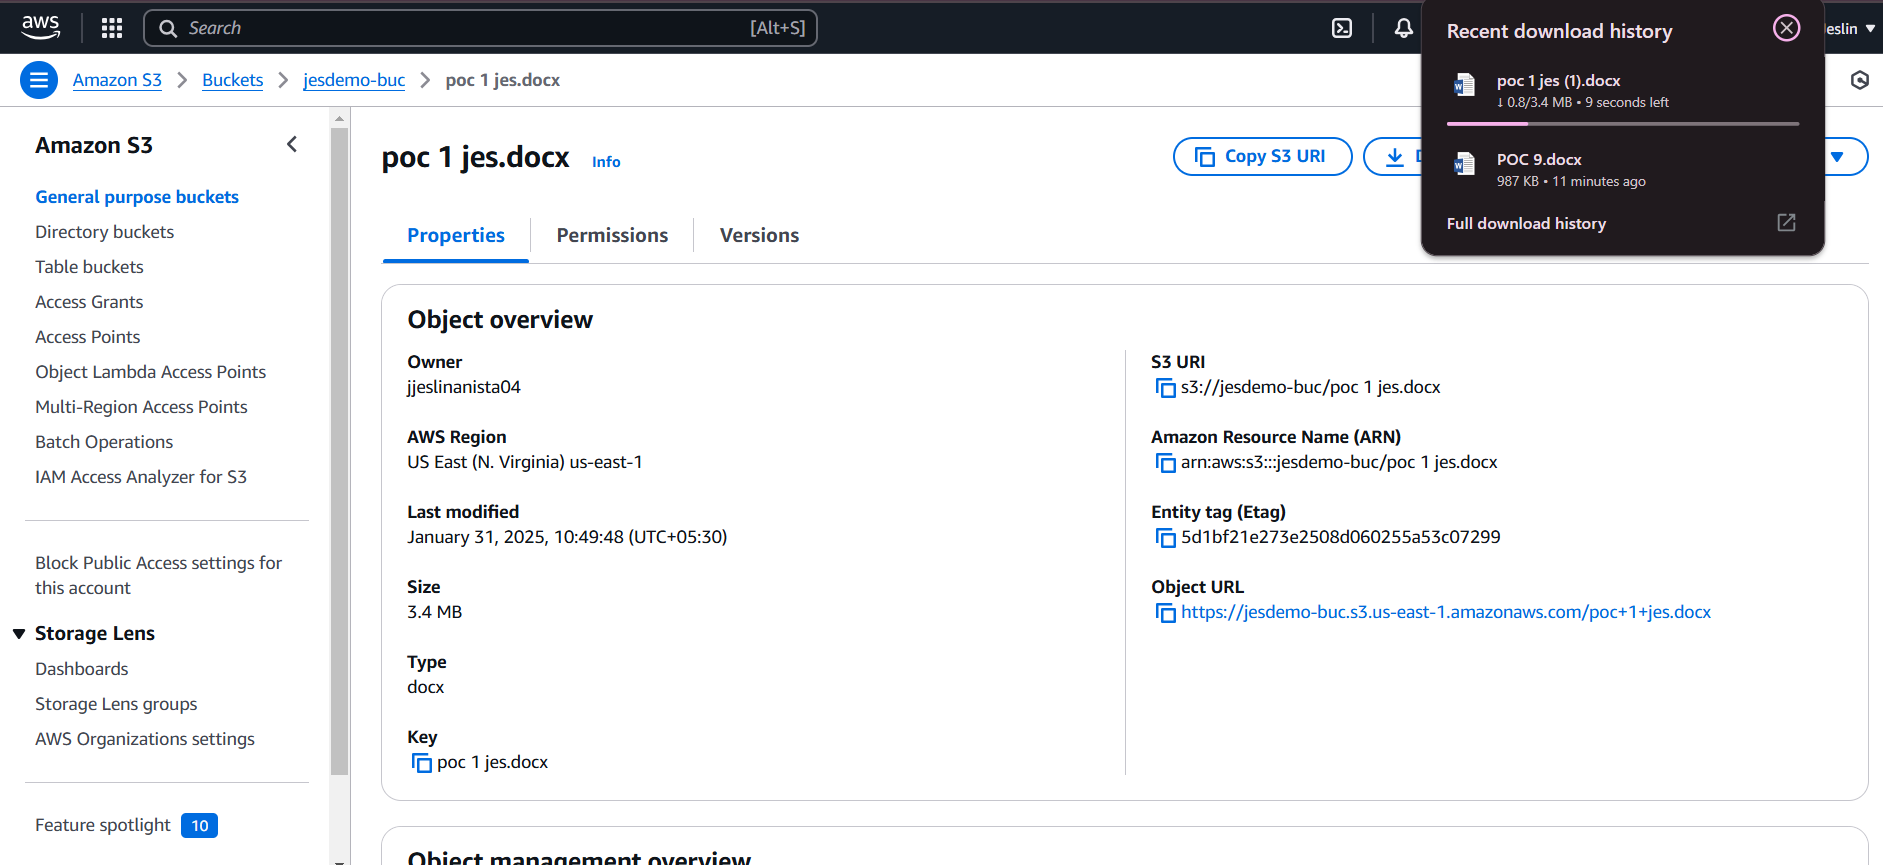 aws
Search
[Alt+S]
Recent download history
eslin
poc 1 jes (1).docx
↓ 0.8/3.4 MB • 9 seconds left
POC 9.docx
987 KB • 11 minutes ago
Full download history
Amazon S3 > Buckets > jesdemo-buc > poc 1 jes.docx
Amazon S3
General purpose buckets
Directory buckets
Table buckets
Access Grants
Access Points
Object Lambda Access Points
Multi-Region Access Points
Batch Operations
IAM Access Analyzer for S3
Block Public Access settings for
this account
Storage Lens
Dashboards
Storage Lens groups
AWS Organizations settings
Feature spotlight 10
poc 1 jes.docx Info
Copy S3 URI
Properties
Permissions
Versions
Object overview
Owner
jjeslinanista04
AWS Region
US East (N. Virginia) us-east-1
Last modified
January 31, 2025, 10:49:48 (UTC+05:30)
Size
3.4 MB
Type
docx
Key
poc 1 jes.docx
S3 URI
s3://jesdemo-buc/poc 1 jes.docx
Amazon Resource Name (ARN)
arn:aws:s3:::jesdemo-buc/poc 1 jes.docx
Entity tag (Etag)
5d1bf21e273e2508d060255a53c07299
Object URL
https://jesdemo-buc.s3.us-east-1.amazonaws.com/poc+1+jes.docx
Object management overview